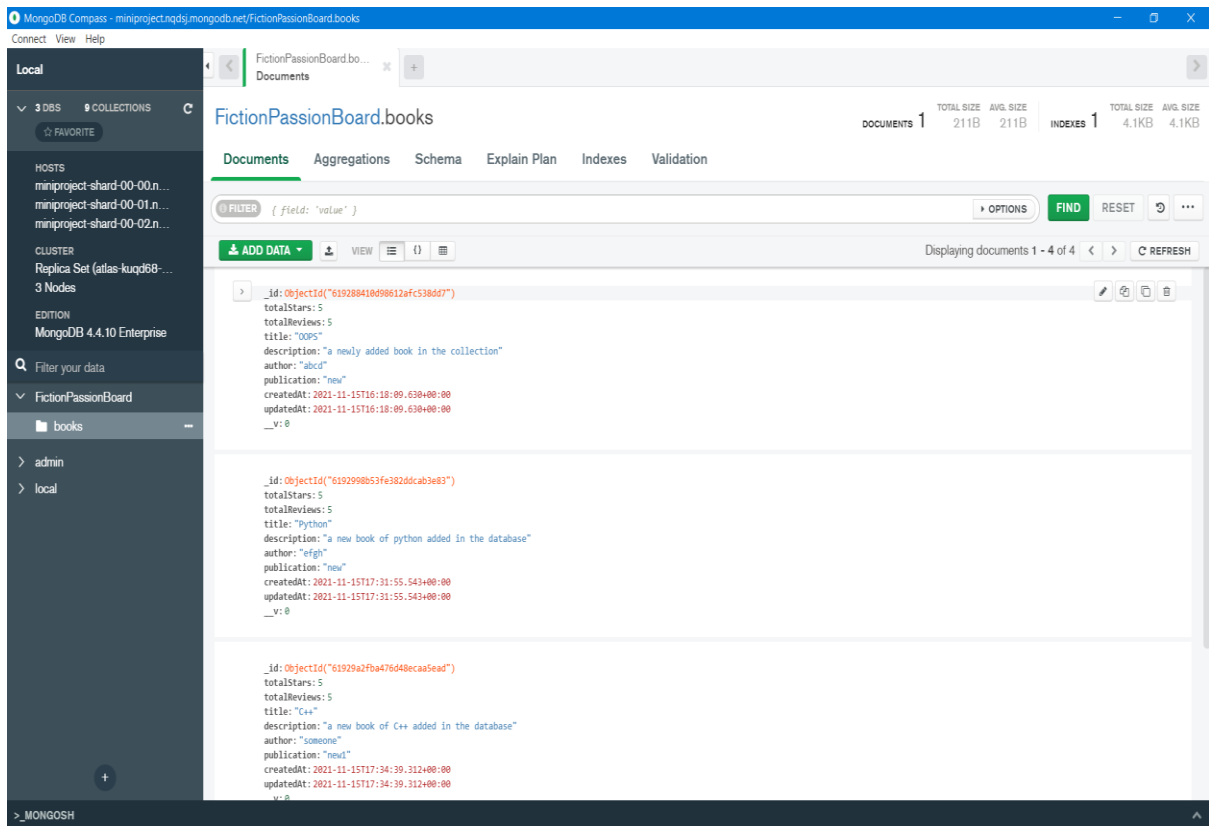 MongoDB Compass - miniproject.nqdsj.mongodb.net/FictionPassionBoard.books
Connect View Help
Local
3 DBS 9 COLLECTIONS
FAVORITE
HOSTS
miniproject-shard-00-00.n...
miniproject-shard-00-01.n...
miniproject-shard-00-02.n...
CLUSTER
Replica Set (atlas-kuqd68-...
3 Nodes
EDITION
MongoDB 4.4.10 Enterprise
Filter your data
FictionPassionBoard
books
admin
local
>_MONGOSH
FictionPassionBoard.bo...
Documents
FictionPassionBoard.books
DOCUMENTS 1 TOTAL SIZE 211B AVG. SIZE 211B INDEXES 1 TOTAL SIZE 4.1KB AVG. SIZE 4.1KB
Documents Aggregations Schema Explain Plan Indexes Validation
FILTER { field: 'value' } OPTIONS FIND RESET
ADD DATA VIEW {} Displaying documents 1 - 4 of 4 REFRESH
_id: ObjectId("619288410d98612afc538dd7")
totalStars: 5
totalReviews: 5
title: "OOPS"
description: "a newly added book in the collection"
author: "abcd"
publication: "new"
createdAt: 2021-11-15T16:18:09.630+00:00
updatedAt: 2021-11-15T16:18:09.630+00:00
__v: 0
_id: ObjectId("6192998b53fe382ddcab3e83")
totalStars: 5
totalReviews: 5
title: "Python"
description: "a new book of python added in the database"
author: "efgh"
publication: "new"
createdAt: 2021-11-15T17:31:55.543+00:00
updatedAt: 2021-11-15T17:31:55.543+00:00
__v: 0
_id: ObjectId("61929a2fba476d48ecaa5ead")
totalStars: 5
totalReviews: 5
title: "C++"
description: "a new book of C++ added in the database"
author: "someone"
publication: "new1"
createdAt: 2021-11-15T17:34:39.312+00:00
updatedAt: 2021-11-15T17:34:39.312+00:00
__v: 0